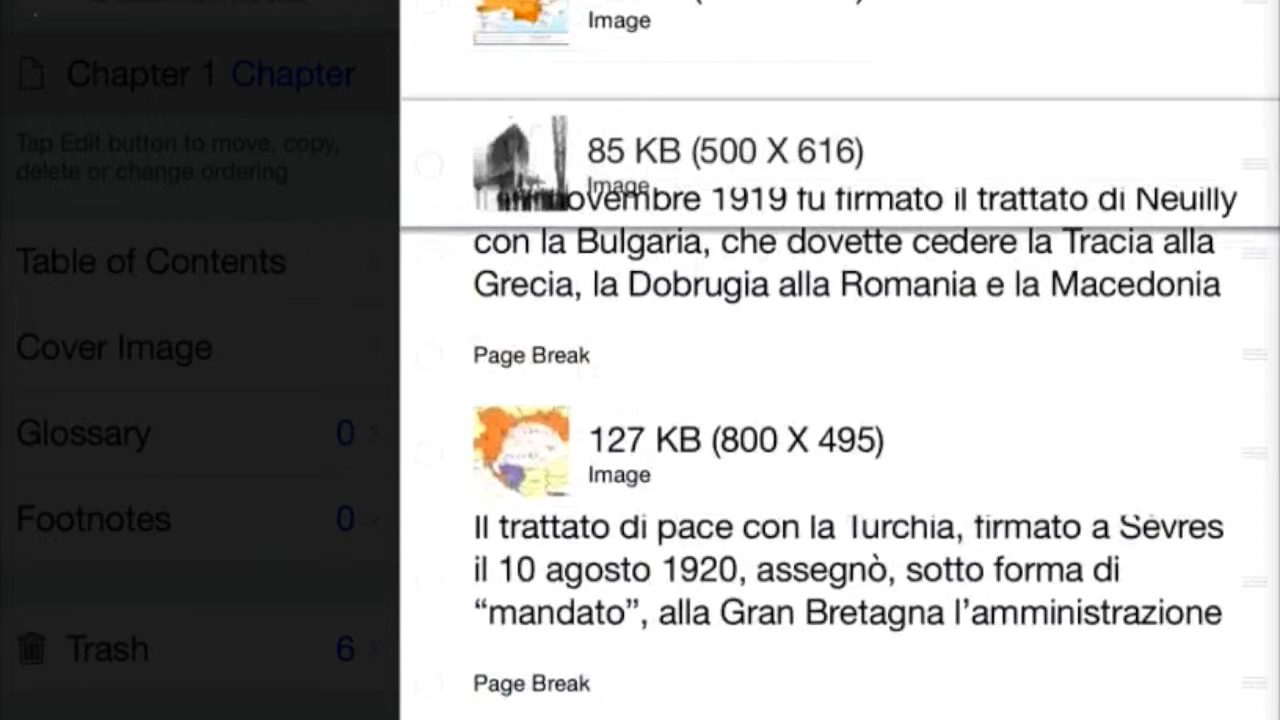 Chapter 1 Chapter
Tap Edit button to move, copy,
delete or change ordering
Table of Contents
Cover Image
Glossary 0
Footnotes 0
Trash 6
Image
85 KB (500 X 616)
Image
novembre 1919 fu firmato il trattato di Neuilly
con la Bulgaria, che dovette cedere la Tracia alla
Grecia, la Dobrugia alla Romania e la Macedonia
Page Break
127 KB (800 X 495)
Image
Il trattato di pace con la Turchia, firmato a Sèvres
il 10 agosto 1920, assegnò, sotto forma di
“mandato”, alla Gran Bretagna l’amministrazione
Page Break